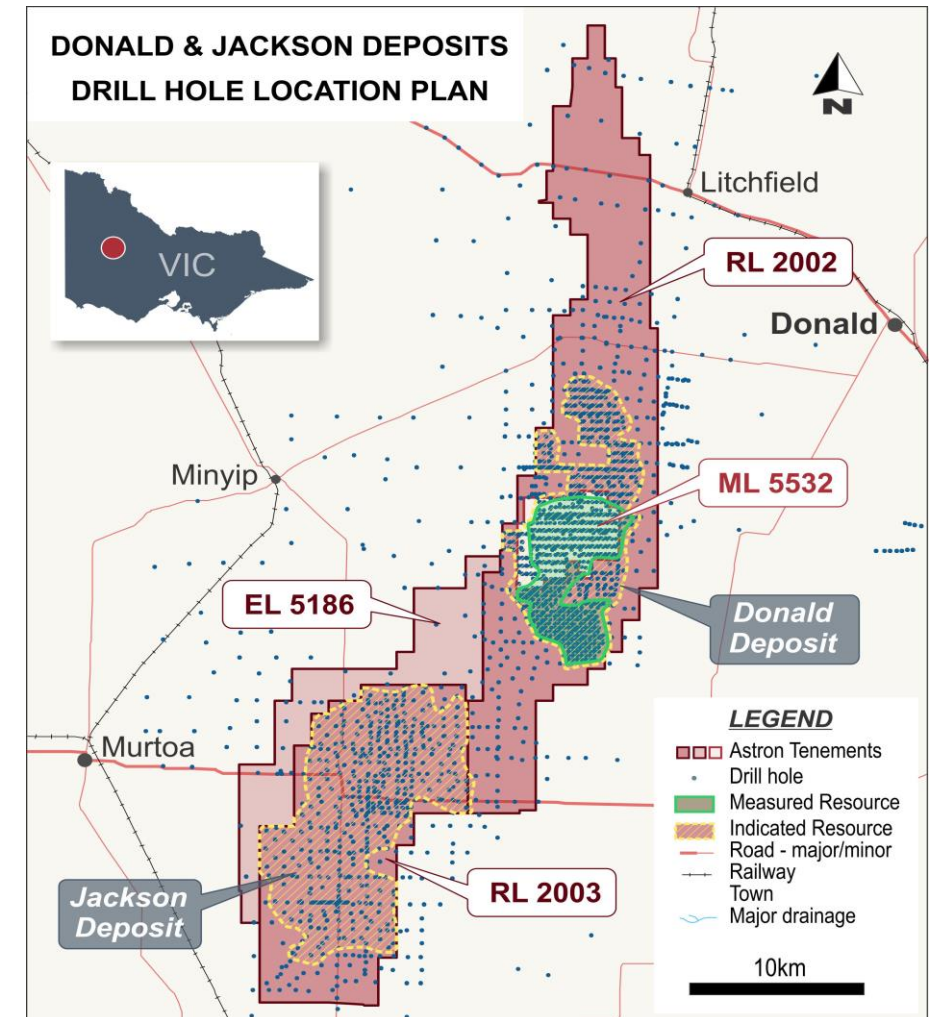 DONALD & JACKSON DEPOSITS
DRILL HOLE LOCATION PLAN
N
VIC
Litchfield
RL 2002
Donald
Minyip
ML 5532
EL 5186
Donald
Deposit
Murtoa
Jackson
Deposit
RL 2003
LEGEND
Astron Tenements
Drill hole
Measured Resource
Indicated Resource
Road - major/minor
Railway
Town
Major drainage
10km